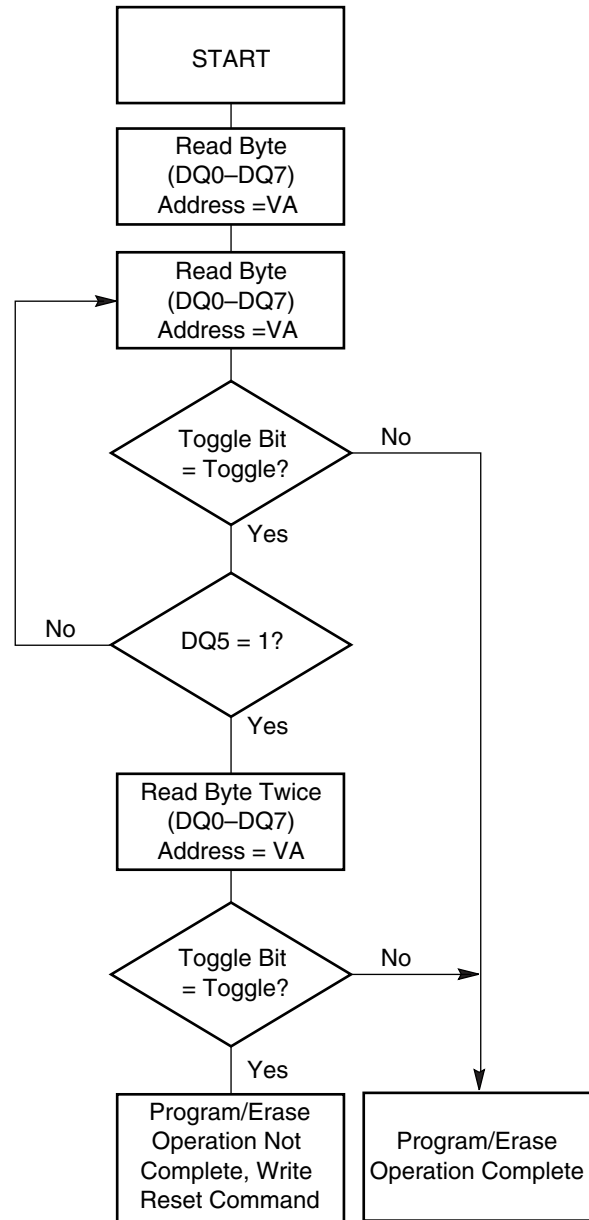 START
Read Byte
(DQ0–DQ7)
Address =VA
Read Byte
(DQ0–DQ7)
Address =VA
Toggle Bit
= Toggle?
No
Yes
No
DQ5 = 1?
Yes
Read Byte Twice
(DQ0–DQ7)
Address = VA
Toggle Bit
= Toggle?
No
Yes
Program/Erase
Operation Not
Complete, Write
Reset Command
Program/Erase
Operation Complete